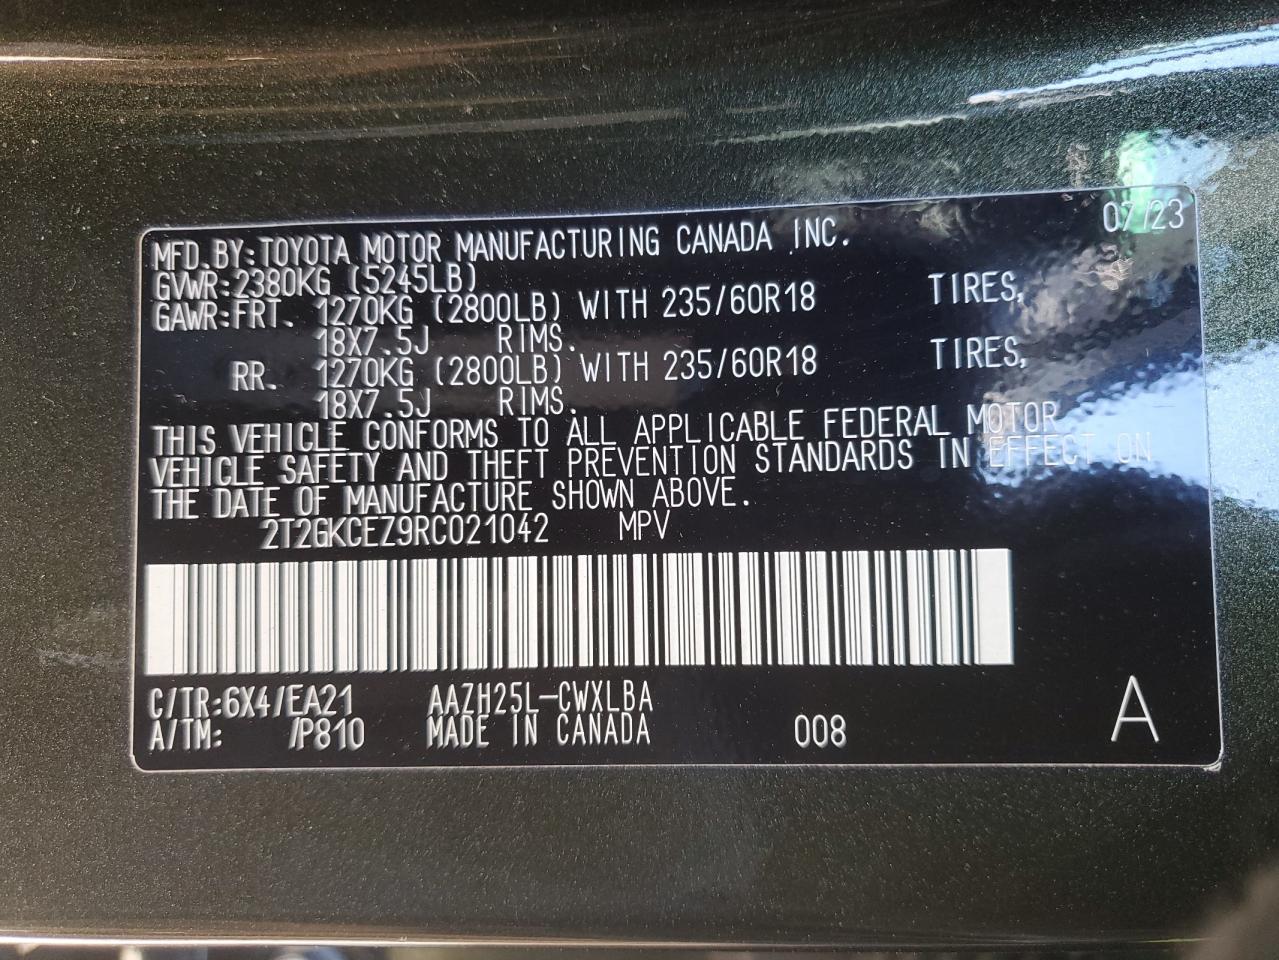 07/23
MFD.BY:TOYOTA MOTOR MANUFACTURING CANADA INC.
GVWR:2380KG (5245LB)
GAWR:FRT. 1270KG (2800LB) WITH 235/60R18 TIRES,
18X7.5J RIMS.
RR. 1270KG (2800LB) WITH 235/60R18 TIRES,
18X7.5J RIMS.
THIS VEHICLE CONFORMS TO ALL APPLICABLE FEDERAL MOTOR
VEHICLE SAFETY AND THEFT PREVENTION STANDARDS IN EFFECT ON
THE DATE OF MANUFACTURE SHOWN ABOVE.
2T2GKCEZ9RC021042 MPV
C/TR:6X4/EA21 AAZH25L-CWXLBA
A/TM: /P810 MADE IN CANADA 008 A